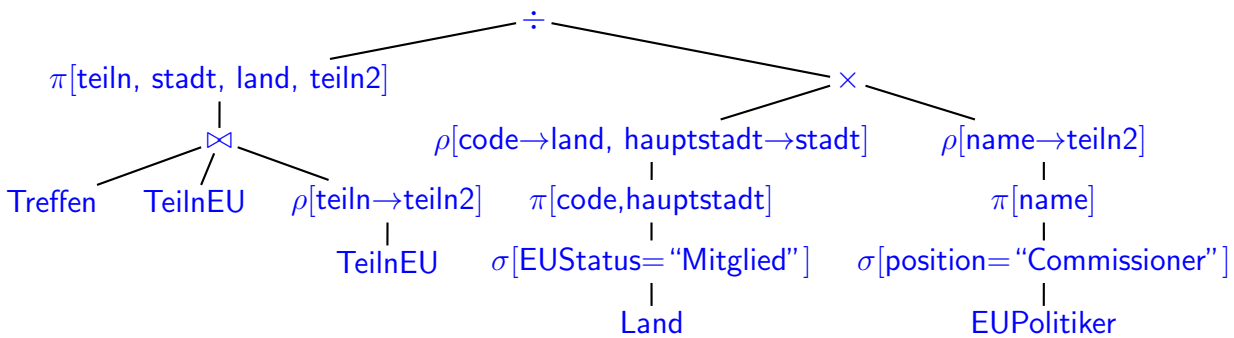 ÷
π[teiln, stadt, land, teiln2] ×
⋈ ρ[code→land, hauptstadt→stadt] ρ[name→teiln2]
Treffen TeilnEU ρ[teiln→teiln2] π[code,hauptstadt] π[name]
TeilnEU σ[EUStatus=“Mitglied”] σ[position=“Commissioner”]
Land EUPolitiker